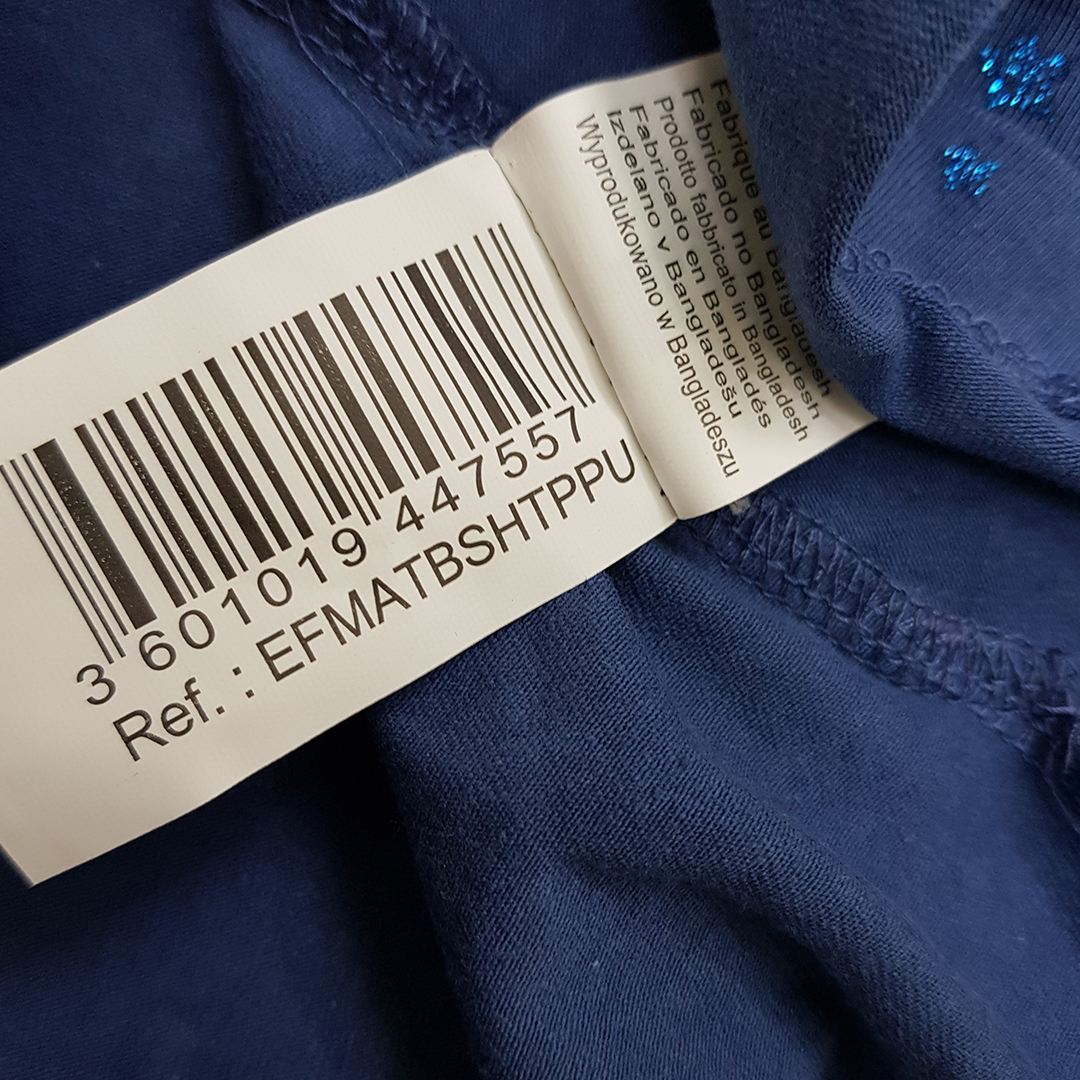 3 601019 447557
Ref. : EFMATBSHTPPU
Fabrique au Bangladesh
Fabricado no Bangladesh
Prodotto fabbricato in Bangladesh
Fabricado en Bangladés
Izdelano v Bangladešu
Wyprodukowano w Bangladeszu